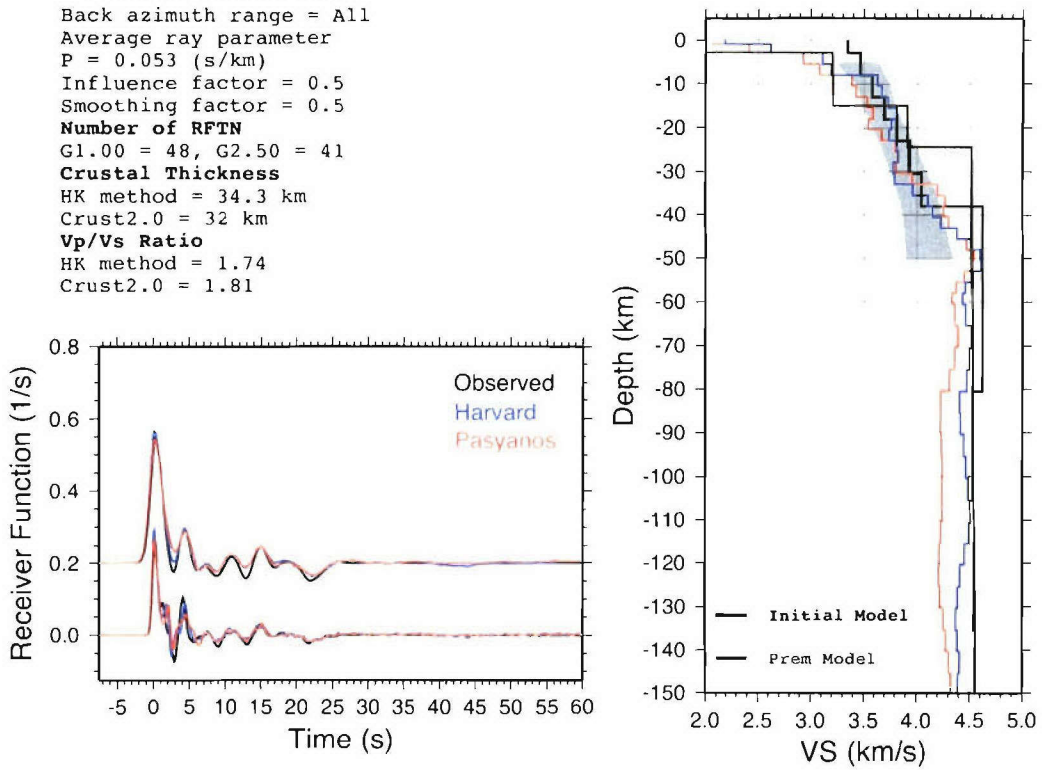 Back azimuth range = All
Average ray parameter
P = 0.053 (s/km)
Influence factor = 0.5
Smoothing factor = 0.5
Number of RFTN
G1.00 = 48, G2.50 = 41
Crustal Thickness
HK method = 34.3 km
Crust2.0 = 32 km
Vp/Vs Ratio
HK method = 1.74
Crust2.0 = 1.81
Receiver Function (1/s)
0.8
0.6
0.4
0.2
0.0
Observed
Harvard
Pasyanos
-5 0 5 10 15 20 25 30 35 40 45 50 55 60
Time (s)
Depth (km)
0
-10
-20
-30
-40
-50
-60
-70
-80
-90
-100
-110
-120
-130
-140
-150
Initial Model
Prem Model
2.0 2.5 3.0 3.5 4.0 4.5 5.0
VS (km/s)